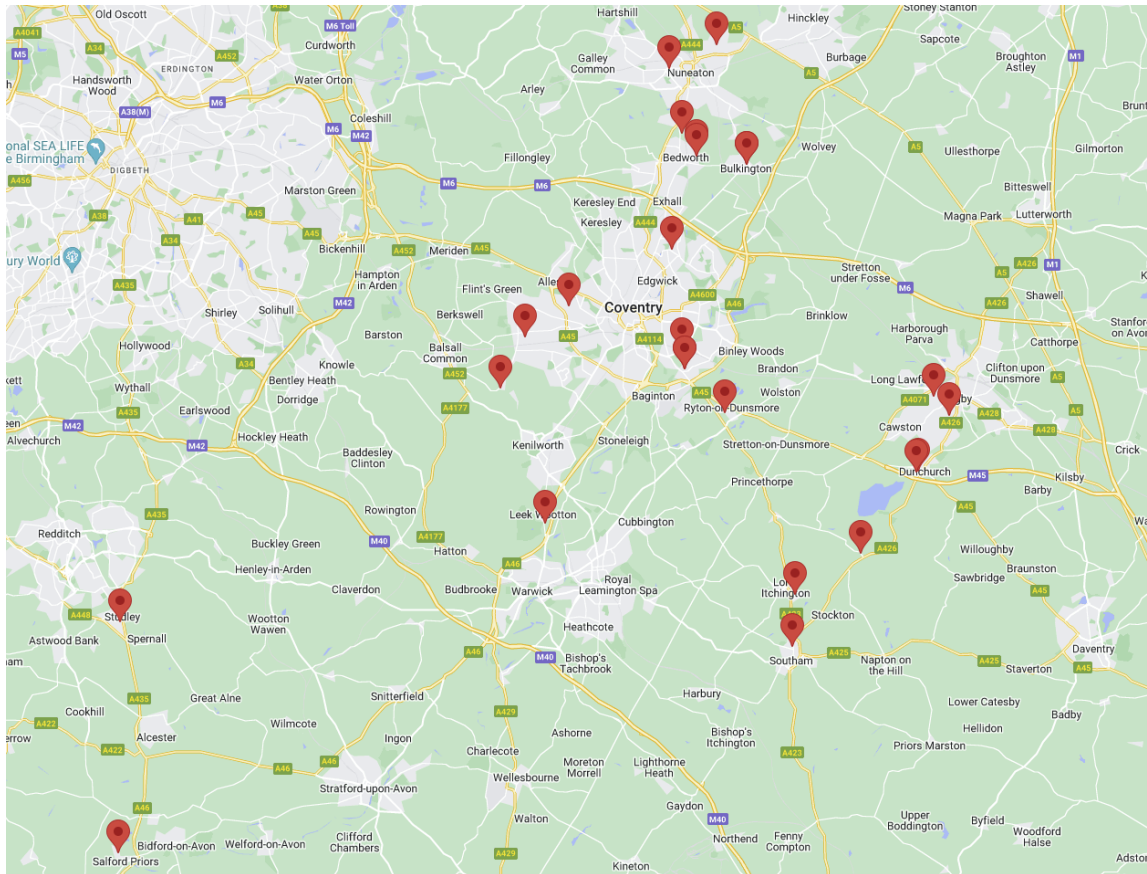 Old Oscott
A5
M6 Toll
Hartshill
A5
Hinckley
Stoney Stanton
A4041
A34
A452
Curdworth
A444
Sapcote
M1
M5
ERDINGTON
Galley
Common
Nuneaton
Burbage
Broughton
Astley
Handsworth
Wood
Water Orton
A5
A38(M)
M6
Arley
Coleshill
M6
M42
Wolvey
A5
Ullesthorpe
Gilmorton
onal SEA LIFE
e Birmingham
Fillongley
Bedworth
Bulkington
DIGBETH
A456
Marston Green
M6
M6
Bitteswell
A38
A41
A45
Keresley End
Exhall
Magna Park
Lutterworth
A34
A45
Bickenhill
A444
Keresley
A452
Meriden
A45
ury World
Hampton
in Arden
Edgwick
Stretton
under Fosse
A426
M1
A5
A435
M42
Flint's Green
A4600
A46
M6
A426
Shawell
Shirley
Solihull
Berkswell
Coventry
Brinklow
Barston
Harborough
Parva
Hollywood
A45
A4114
Binley Woods
Catthorpe
Balsall
Common
A34
Knowle
A452
Brandon
Long Lawf
Clifton upon
Dunsmore
A5
Wythall
Bentley Heath
Dorridge
A45
Wolston
A4071
A435
Earlswood
A4177
Baginton
Ryton-on-Dunsmore
A428
A426
M42
Alvechurch
M42
Hockley Heath
Kenilworth
Stoneleigh
Stretton-on-Dunsmore
Cawston
A428
Crick
Baddesley
Clinton
Dunchurch
M45
Kilsby
Princethorpe
Barby
A435
Rowington
Leek Wootton
A45
Redditch
Cubbington
M40
A4177
Buckley Green
Hatton
A426
Willoughby
Henley-in-Arden
A46
Braunston
Claverdon
Budbrooke
Royal
Leamington Spa
Sawbridge
Warwick
Itchington
A45
A448
Wootton
Wawen
Stockton
Astwood Bank
Spernall
Heathcote
Daventry
A46
A425
M40
Bishop's
Tachbrook
Southam
Napton on
the Hill
A425
Staverton
A45
A435
Great Alne
Snitterfield
Harbury
Lower Catesby
Cookhill
A429
Badby
A422
Wilmcote
Ashorne
Bishop's
Itchington
Hellidon
Alcester
Ingon
A422
Charlecote
A423
Priors Marston
A46
A46
Moreton
Morrell
Lighthorne
Heath
Wellesbourne
Stratford-upon-Avon
A46
Gaydon
Walton
M40
Upper
Boddington
Byfield
Bidford-on-Avon
Welford-on-Avon
Clifford
Chambers
Northend
Fenny
Compton
Woodford
Halse
Salford Priors
A429
Kineton